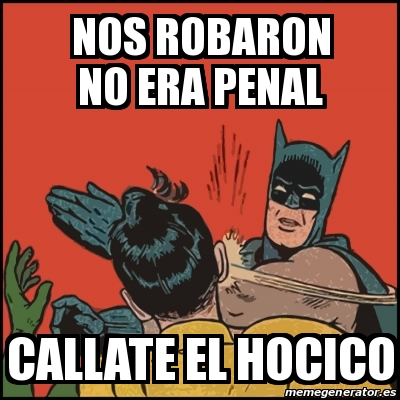 NOS ROBARON
NO ERA PENAL
CALLATE EL HOCICO
memegenerator.es